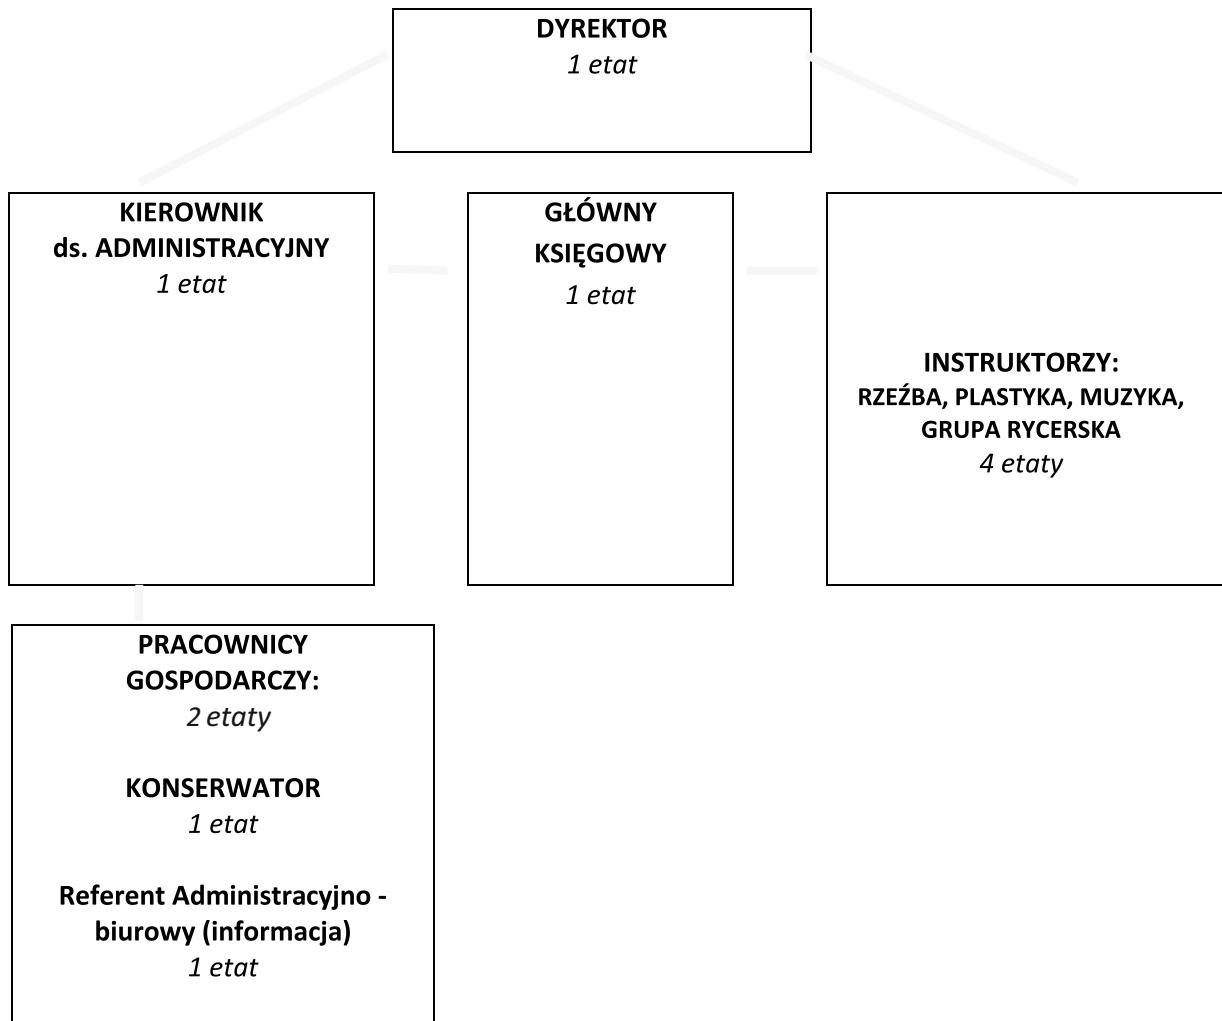 DYREKTOR
1 etat
KIEROWNIK
ds. ADMINISTRACYJNY
1 etat
GŁÓWNY
KSIĘGOWY
1 etat
INSTRUKTORZY:
RZEŹBA, PLASTYKA, MUZYKA,
GRUPA RYCERSKA
4 etaty
PRACOWNICY
GOSPODARCZY:
2 etaty
KONSERWATOR
1 etat
Referent Administracyjno -
biurowy (informacja)
1 etat